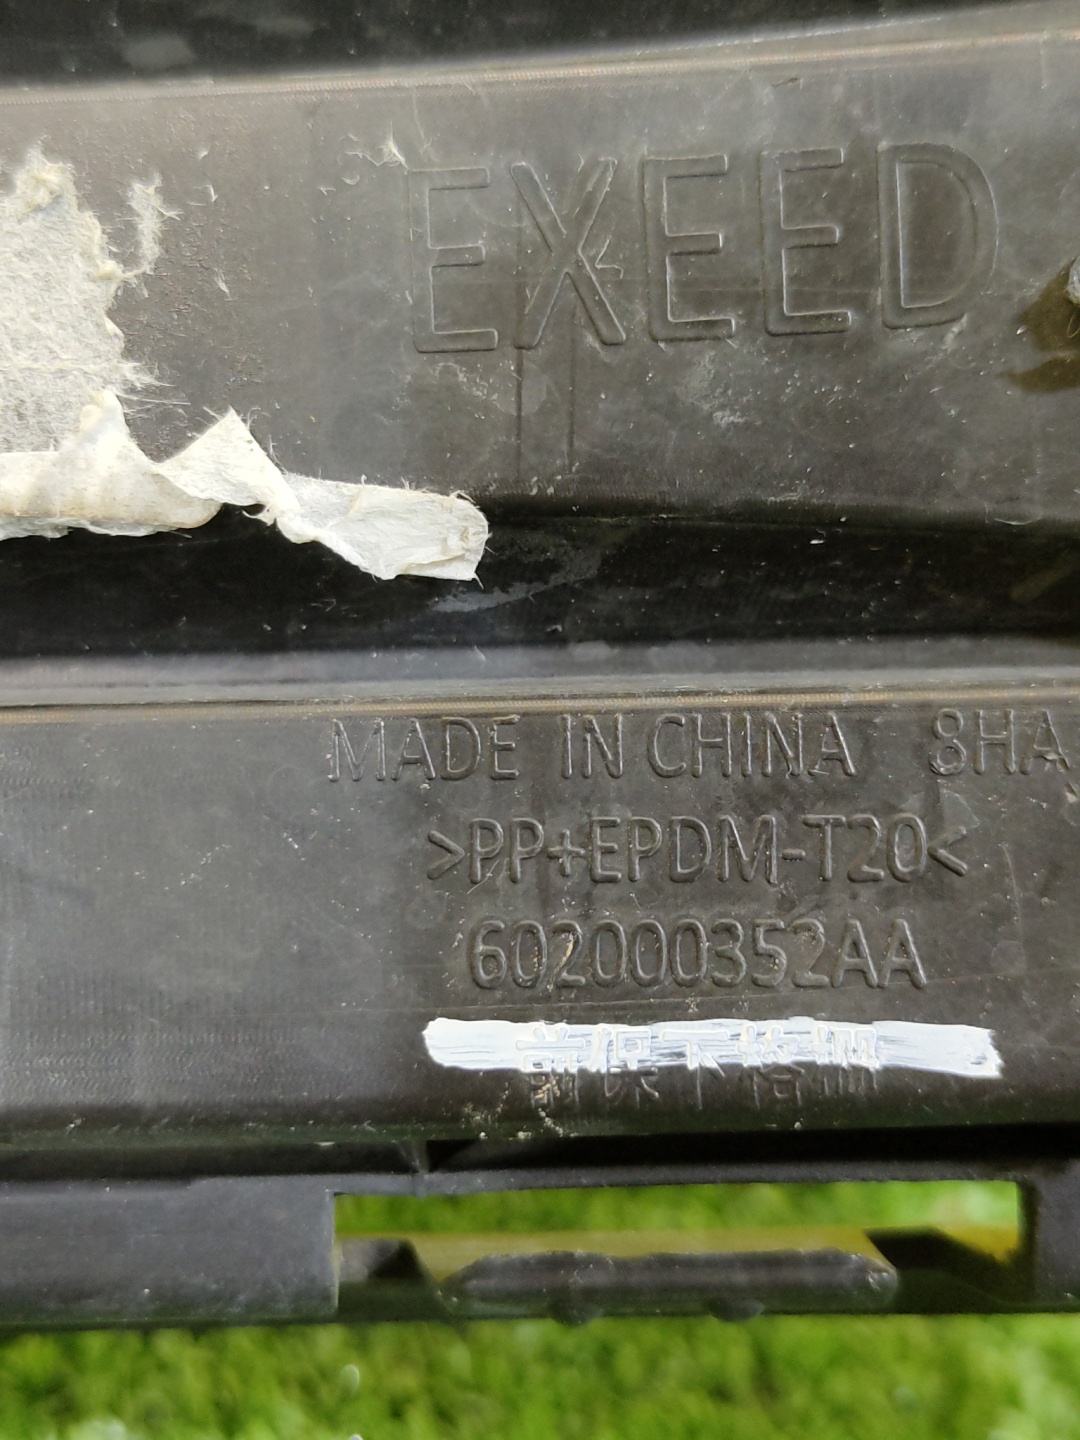 EXEED
MADE IN CHINA 8HA
>PP+EPDM-T20<
602000352AA
前保下格栅